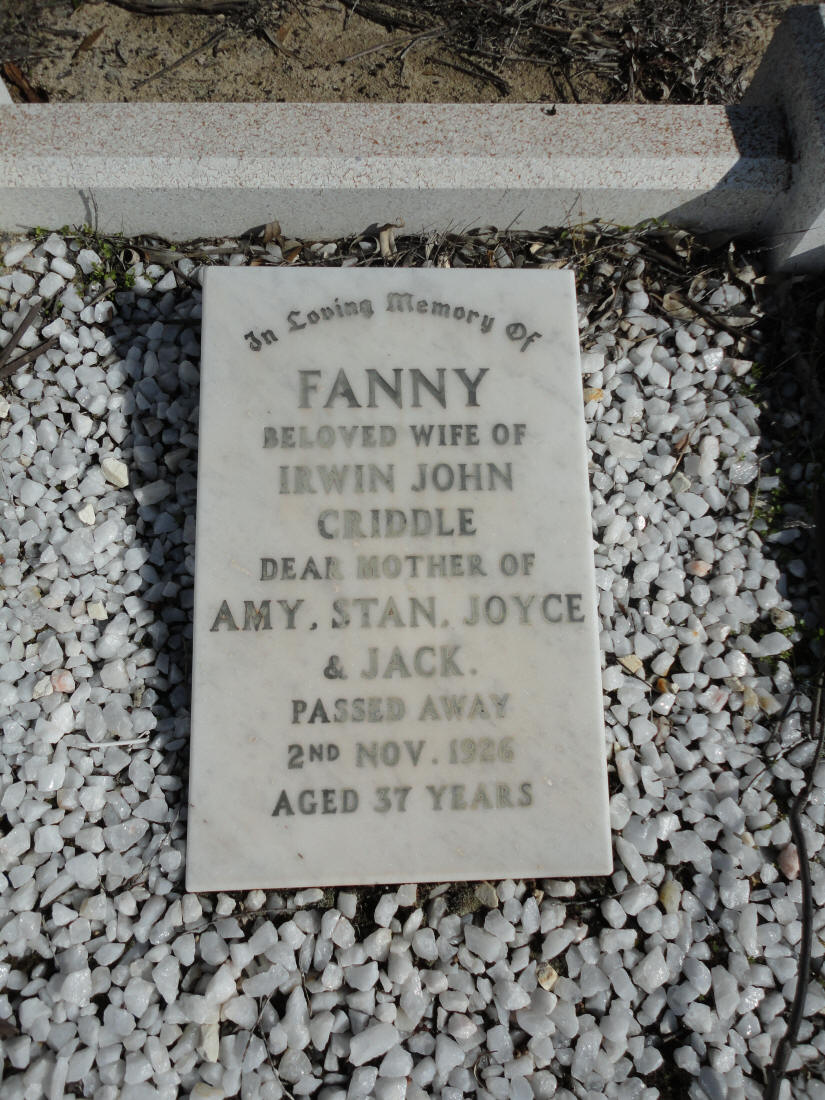 In Loving Memory Of
FANNY
BELOVED WIFE OF
IRWIN JOHN
CRIDDLE
DEAR MOTHER OF
AMY, STAN, JOYCE
& JACK.
PASSED AWAY
2ND NOV. 1926
AGED 37 YEARS